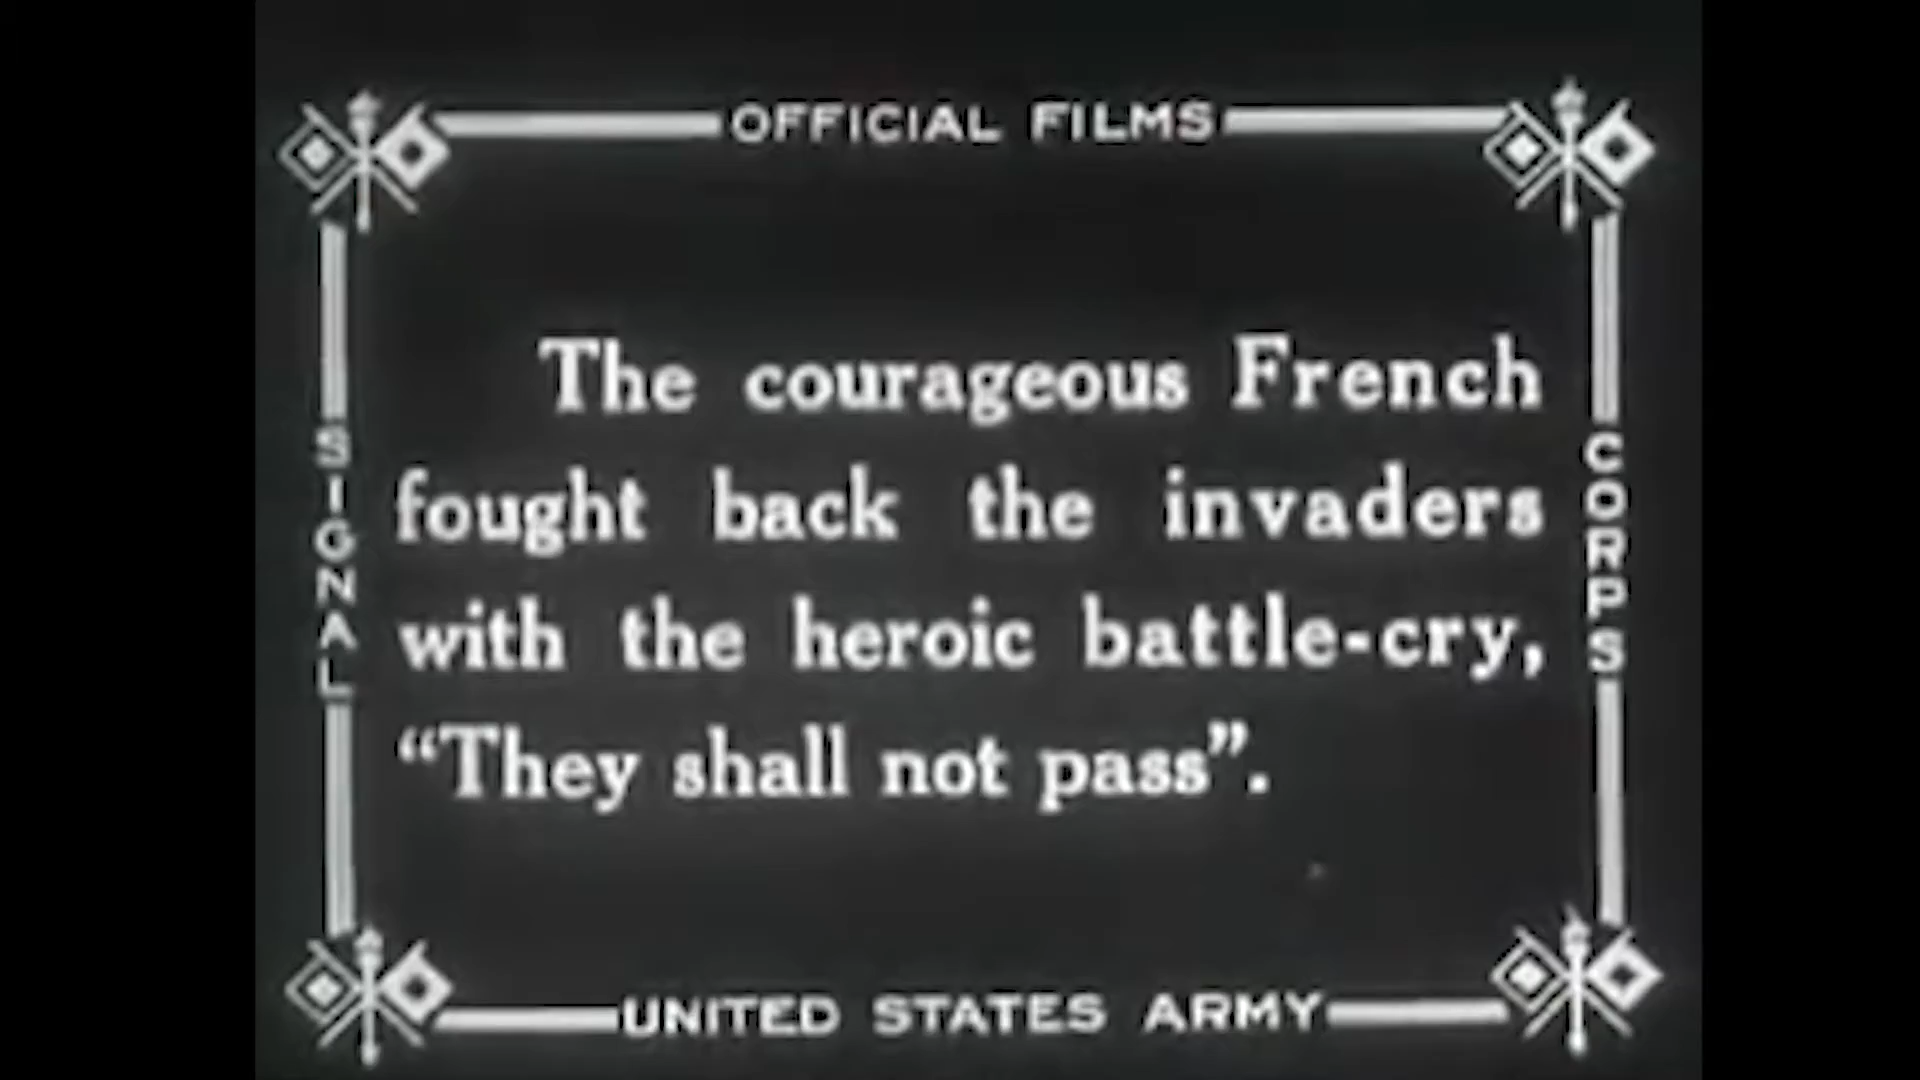 OFFICIAL FILMS
SIGNAL
CORPS
The courageous French
fought back the invaders
with the heroic battle-cry,
“They shall not pass”.
UNITED STATES ARMY